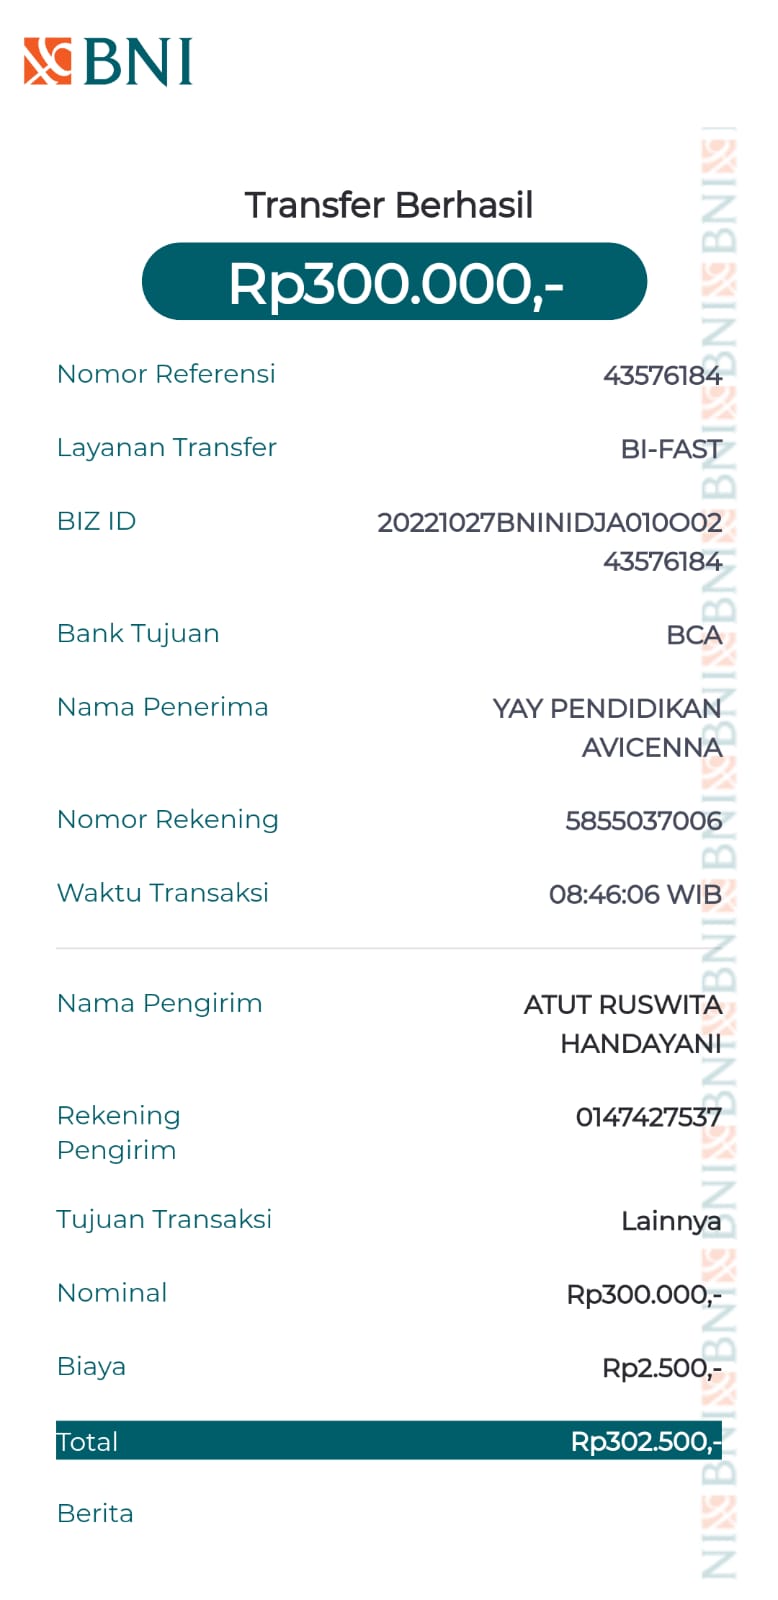 BNI
Transfer Berhasil
Rp300.000,-
Nomor Referensi 43576184
Layanan Transfer BI-FAST
BIZ ID 20221027BNINIDJA010O02
43576184
Bank Tujuan BCA
Nama Penerima YAY PENDIDIKAN
AVICENNA
Nomor Rekening 5855037006
Waktu Transaksi 08:46:06 WIB
Nama Pengirim ATUT RUSWITA
HANDAYANI
Rekening 0147427537
Pengirim
Tujuan Transaksi Lainnya
Nominal Rp300.000,-
Biaya Rp2.500,-
Total Rp302.500,-
Berita
BNI BNI BNI BNI BNI BNI BNI BNI BNI BNI BNI NI